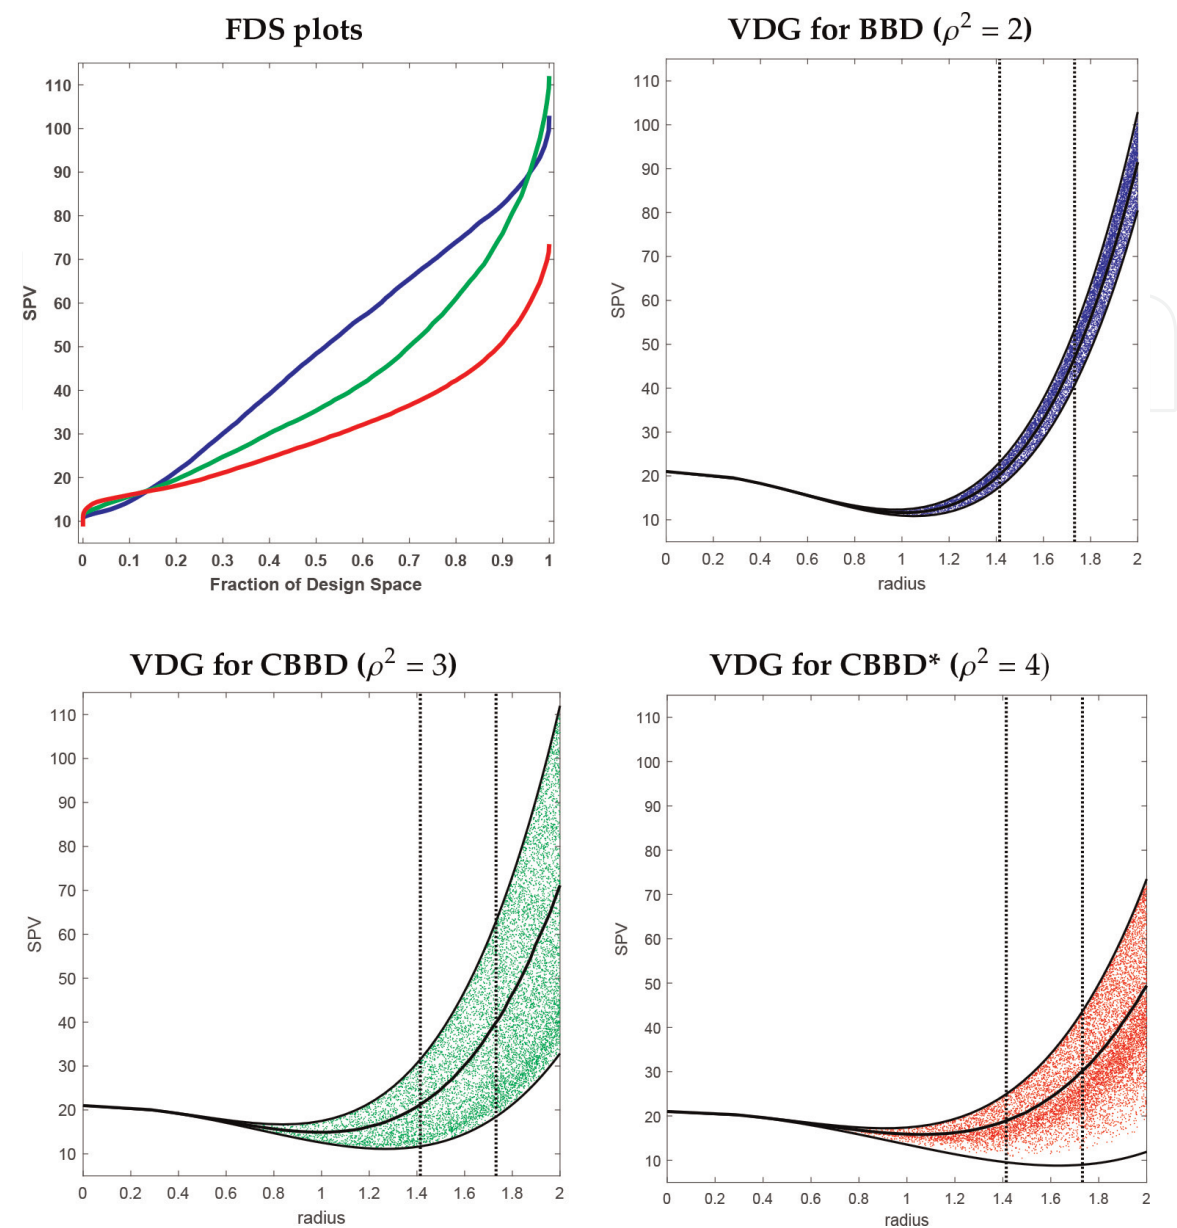 FDS plots
110
100
90
80
70
60
50
40
30
20
10
SPV
0 0.1 0.2 0.3 0.4 0.5 0.6 0.7 0.8 0.9 1
Fraction of Design Space
VDG for BBD (ρ² = 2)
110
100
90
80
70
60
50
40
30
20
10
SPV
0 0.2 0.4 0.6 0.8 1 1.2 1.4 1.6 1.8 2
radius
VDG for CBBD (ρ² = 3)
110
100
90
80
70
60
50
40
30
20
10
SPV
0 0.2 0.4 0.6 0.8 1 1.2 1.4 1.6 1.8 2
radius
VDG for CBBD* (ρ² = 4)
110
100
90
80
70
60
50
40
30
20
10
SPV
0 0.2 0.4 0.6 0.8 1 1.2 1.4 1.6 1.8 2
radius